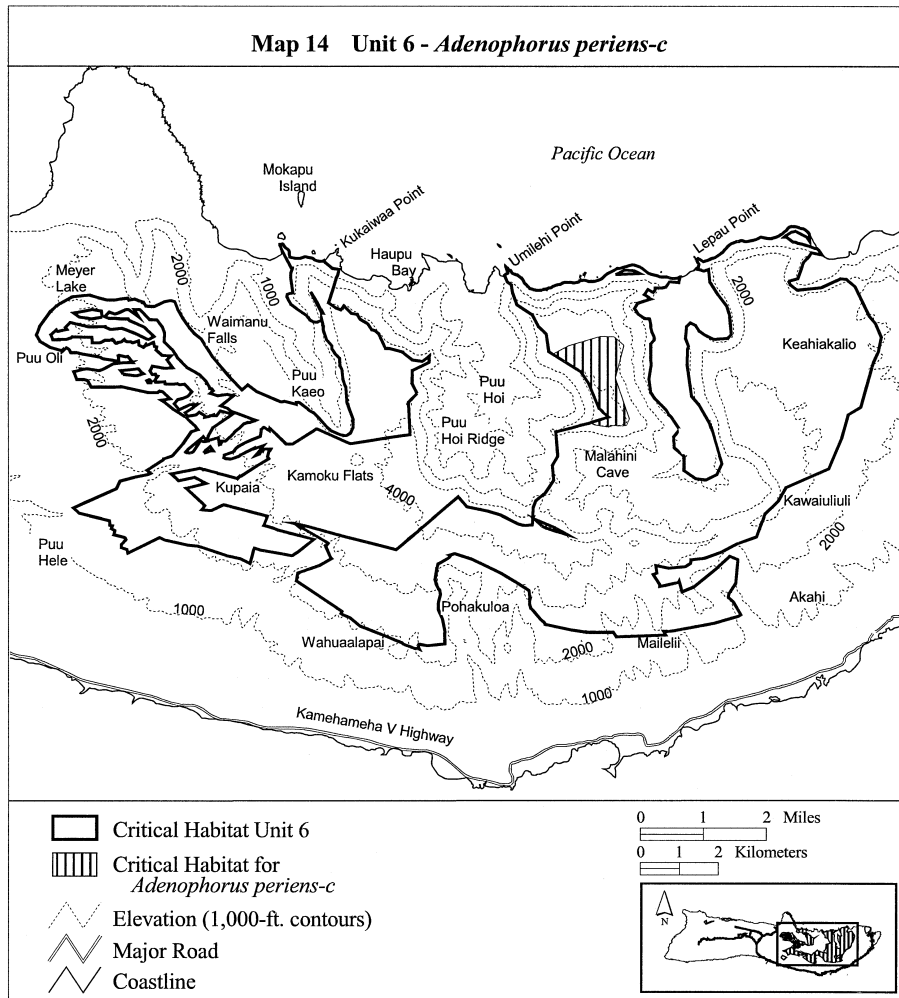 Map 14 Unit 6 - Adenophorus periens-c
Pacific Ocean
Mokapu
Island
Kukaiwaa Point
Haupu
Bay
Umilehi Point
Lepau Point
Meyer
Lake
2000
1000
2000
Waimanu
Falls
Keahiakalio
Puu Oli
Puu
Kaeo
Puu
Hoi
2000
Puu
Hoi Ridge
Malahini
Cave
Kamoku Flats
Kupaia
4000
Kawaiuliuli
2000
Puu
Hele
1000
Pohakuloa
Akahi
Wahuaalapai
2000
Mailelii
1000
Kamehameha V Highway
Critical Habitat Unit 6
Critical Habitat for
Adenophorus periens-c
Elevation (1,000-ft. contours)
Major Road
Coastline
0 1 2 Miles
0 1 2 Kilometers
N